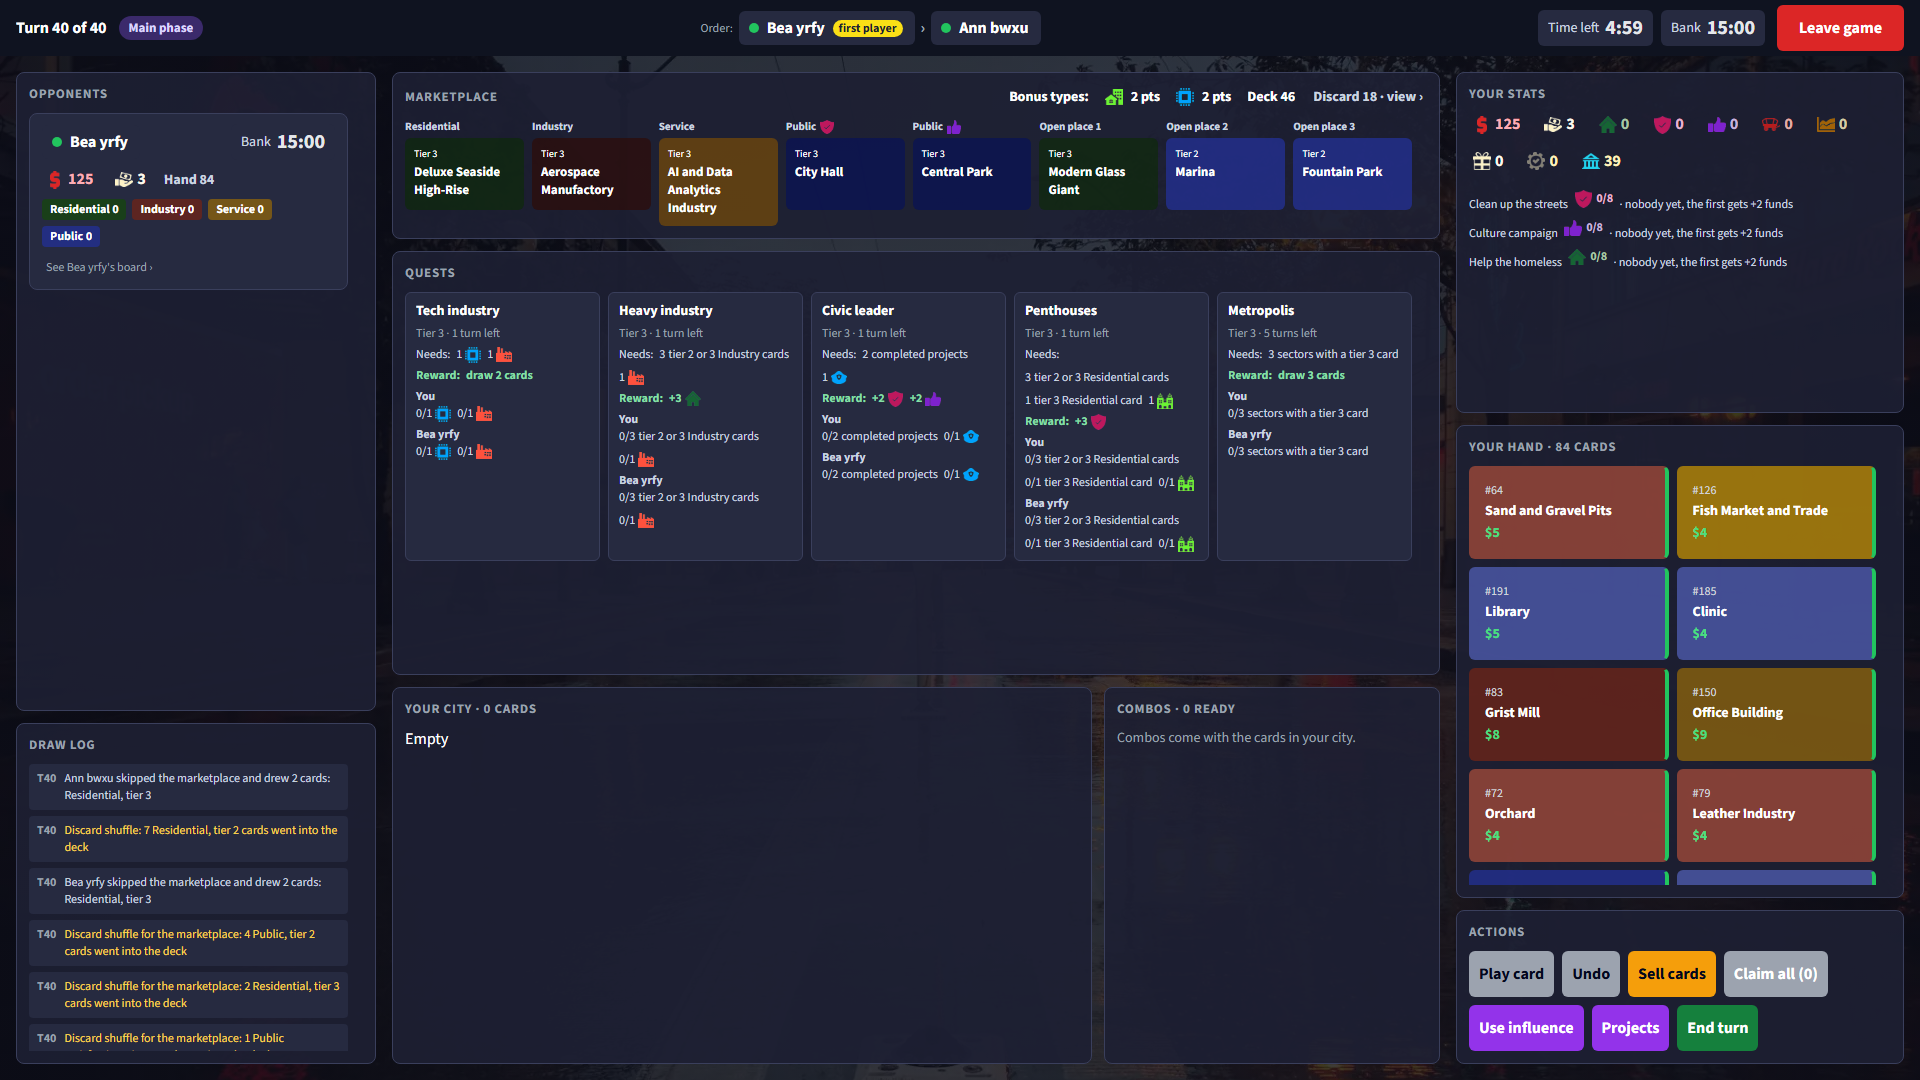 Turn 40 of 40
Main phase
Order:
Bea yrfy
first player
›
Ann bwxu
Time left 4:59
Bank 15:00
Leave game
OPPONENTS
Bea yrfy
Bank 15:00
125
3
Hand 84
Residential 0
Industry 0
Service 0
Public 0
See Bea yrfy's board ›
DRAW LOG
T40 Ann bwxu skipped the marketplace and drew 2 cards:
Residential, tier 3
T40 Discard shuffle: 7 Residential, tier 2 cards went into the
deck
T40 Bea yrfy skipped the marketplace and drew 2 cards:
Residential, tier 3
T40 Discard shuffle for the marketplace: 4 Public, tier 2
cards went into the deck
T40 Discard shuffle for the marketplace: 2 Residential, tier 3
cards went into the deck
T40 Discard shuffle for the marketplace: 1 Public
MARKETPLACE
Bonus types:
2 pts
2 pts
Deck 46
Discard 18 · view ›
Residential
Tier 3
Deluxe Seaside
High-Rise
Industry
Tier 3
Aerospace
Manufactory
Service
Tier 3
AI and Data
Analytics
Industry
Public
Tier 3
City Hall
Public
Tier 3
Central Park
Open place 1
Tier 3
Modern Glass
Giant
Open place 2
Tier 2
Marina
Open place 3
Tier 2
Fountain Park
QUESTS
Tech industry
Tier 3 · 1 turn left
Needs: 1 1
Reward: draw 2 cards
You
0/1 0/1
Bea yrfy
0/1 0/1
Heavy industry
Tier 3 · 1 turn left
Needs: 3 tier 2 or 3 Industry cards
1
Reward: +3
You
0/3 tier 2 or 3 Industry cards
0/1
Bea yrfy
0/3 tier 2 or 3 Industry cards
0/1
Civic leader
Tier 3 · 1 turn left
Needs: 2 completed projects
1
Reward: +2 +2
You
0/2 completed projects 0/1
Bea yrfy
0/2 completed projects 0/1
Penthouses
Tier 3 · 1 turn left
Needs:
3 tier 2 or 3 Residential cards
1 tier 3 Residential card 1
Reward: +3
You
0/3 tier 2 or 3 Residential cards
0/1 tier 3 Residential card 0/1
Bea yrfy
0/3 tier 2 or 3 Residential cards
0/1 tier 3 Residential card 0/1
Metropolis
Tier 3 · 5 turns left
Needs: 3 sectors with a tier 3 card
Reward: draw 3 cards
You
0/3 sectors with a tier 3 card
Bea yrfy
0/3 sectors with a tier 3 card
YOUR CITY · 0 CARDS
Empty
COMBOS · 0 READY
Combos come with the cards in your city.
YOUR STATS
125 3 0 0 0 0 0
0 0 39
Clean up the streets 0/8 · nobody yet, the first gets +2 funds
Culture campaign 0/8 · nobody yet, the first gets +2 funds
Help the homeless 0/8 · nobody yet, the first gets +2 funds
YOUR HAND · 84 CARDS
#64
Sand and Gravel Pits
$5
#126
Fish Market and Trade
$4
#191
Library
$5
#185
Clinic
$4
#83
Grist Mill
$8
#150
Office Building
$9
#72
Orchard
$4
#79
Leather Industry
$4
ACTIONS
Play card
Undo
Sell cards
Claim all (0)
Use influence
Projects
End turn